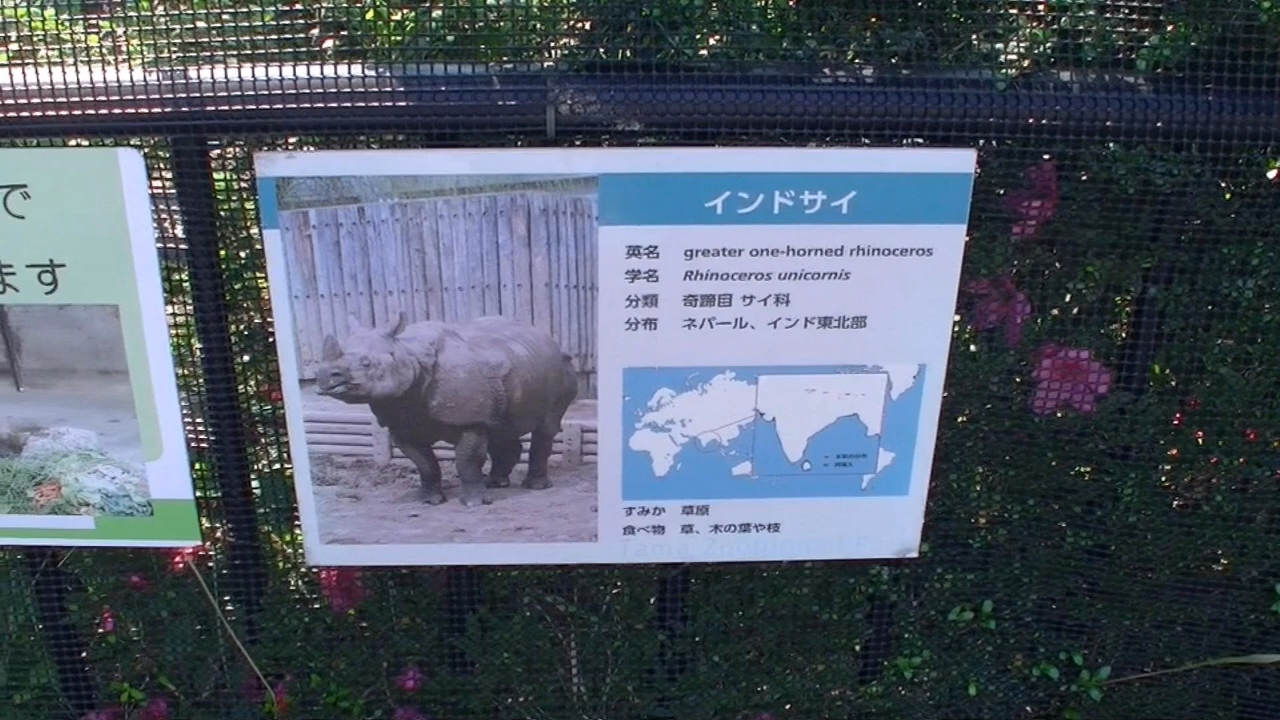 で
ます
インドサイ
英名 greater one-horned rhinoceros
学名 Rhinoceros unicornis
分類 奇蹄目 サイ科
分布 ネパール、インド東北部
すみか 草原
食べ物 草、木の葉や枝
Tama Zoological